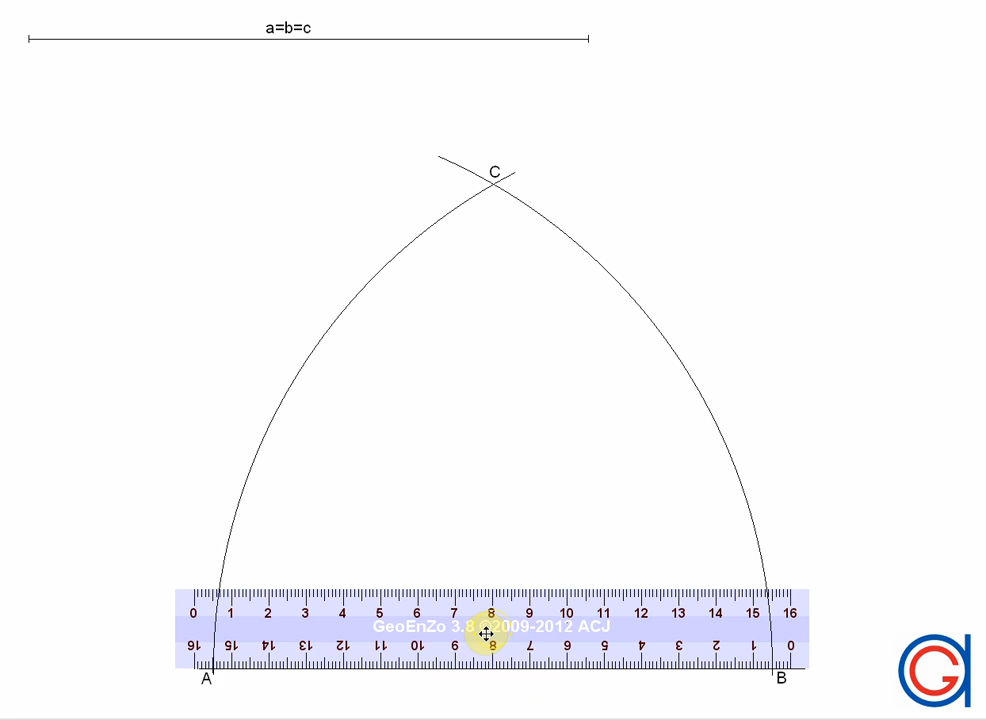 a=b=c
C
0 1 2 3 4 5 6 7 8 9 10 11 12 13 14 15 16
GeoEnZo 3.8 ©2009-2012 ACJ
16 15 14 13 12 11 10 9 8 7 6 5 4 3 2 1 0
A B